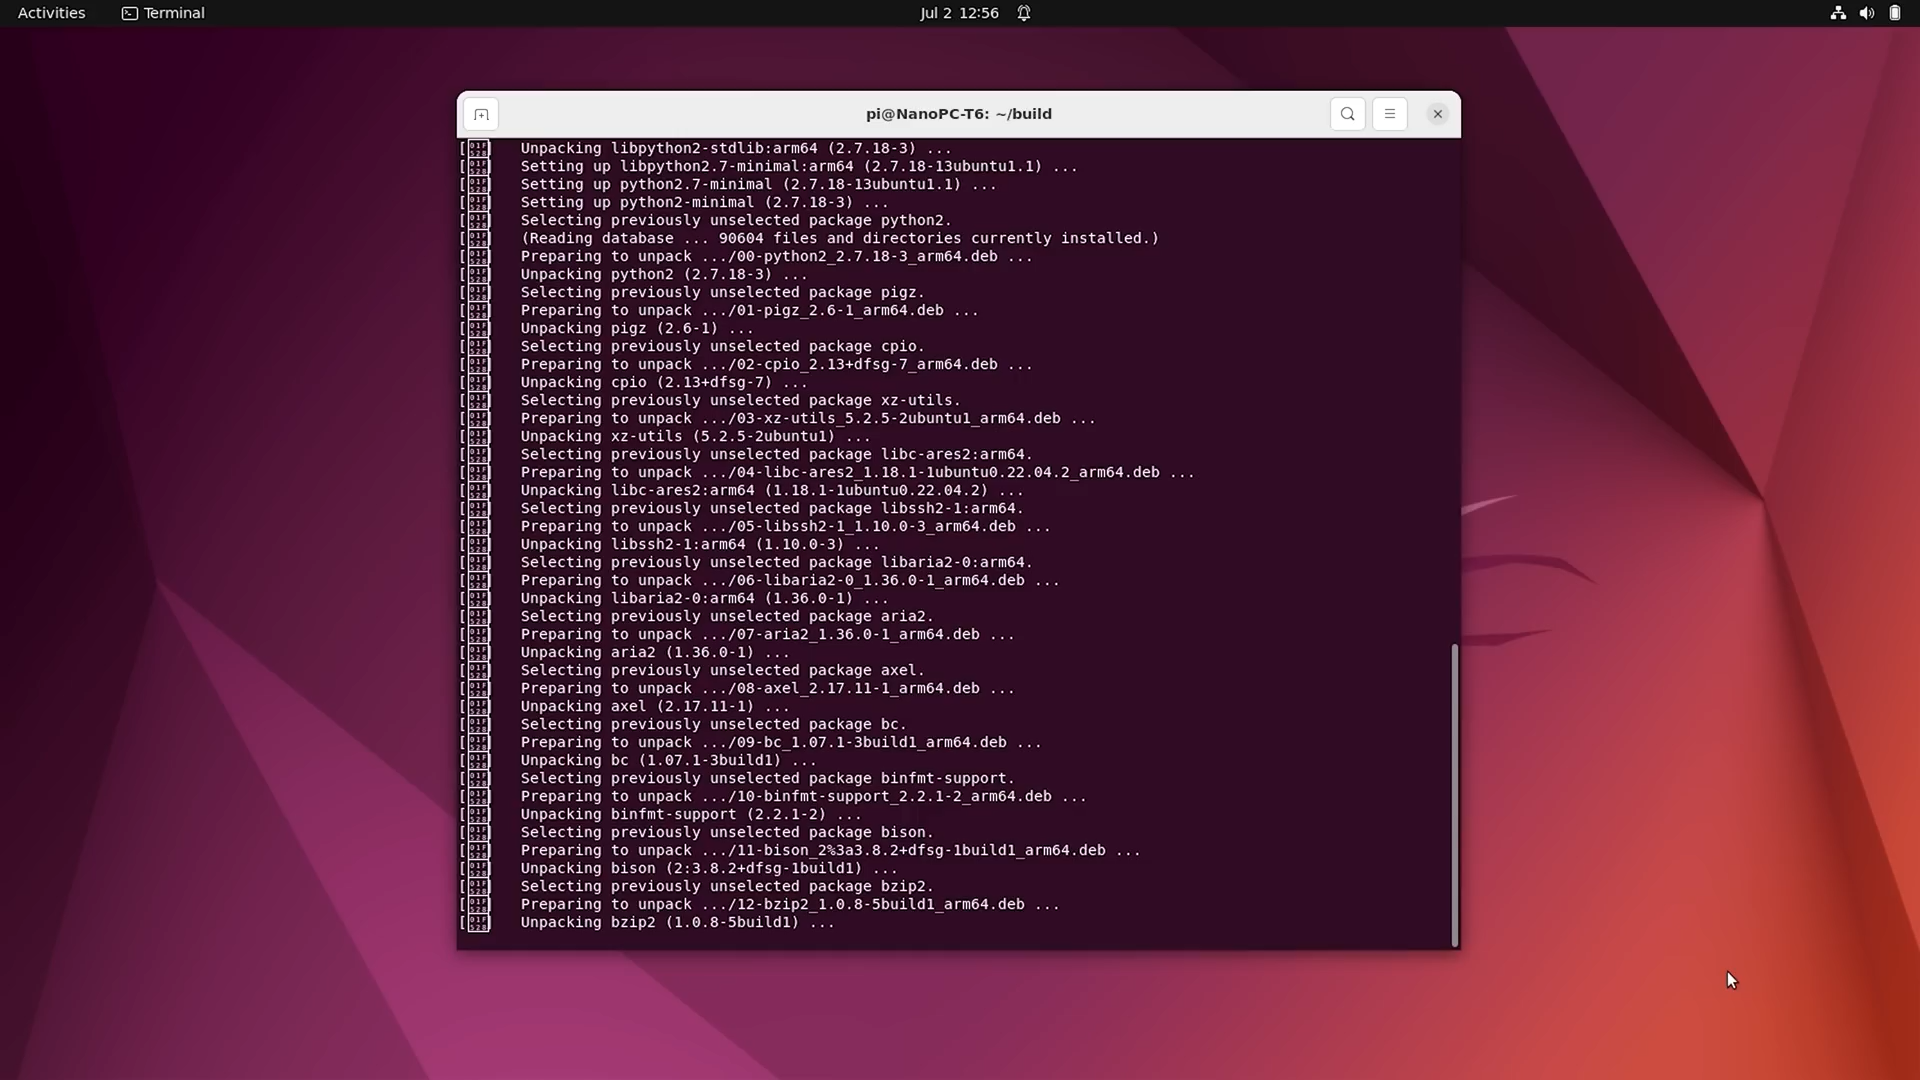 Activities
Terminal
Jul 2 12:56
pi@NanoPC-T6: ~/build
[ Unpacking libpython2-stdlib:arm64 (2.7.18-3) ...
[ Setting up libpython2.7-minimal:arm64 (2.7.18-13ubuntu1.1) ...
[ Setting up python2.7-minimal (2.7.18-13ubuntu1.1) ...
[ Setting up python2-minimal (2.7.18-3) ...
[ Selecting previously unselected package python2.
[ (Reading database ... 90604 files and directories currently installed.)
[ Preparing to unpack .../00-python2_2.7.18-3_arm64.deb ...
[ Unpacking python2 (2.7.18-3) ...
[ Selecting previously unselected package pigz.
[ Preparing to unpack .../01-pigz_2.6-1_arm64.deb ...
[ Unpacking pigz (2.6-1) ...
[ Selecting previously unselected package cpio.
[ Preparing to unpack .../02-cpio_2.13+dfsg-7_arm64.deb ...
[ Unpacking cpio (2.13+dfsg-7) ...
[ Selecting previously unselected package xz-utils.
[ Preparing to unpack .../03-xz-utils_5.2.5-2ubuntu1_arm64.deb ...
[ Unpacking xz-utils (5.2.5-2ubuntu1) ...
[ Selecting previously unselected package libc-ares2:arm64.
[ Preparing to unpack .../04-libc-ares2_1.18.1-1ubuntu0.22.04.2_arm64.deb ...
[ Unpacking libc-ares2:arm64 (1.18.1-1ubuntu0.22.04.2) ...
[ Selecting previously unselected package libssh2-1:arm64.
[ Preparing to unpack .../05-libssh2-1_1.10.0-3_arm64.deb ...
[ Unpacking libssh2-1:arm64 (1.10.0-3) ...
[ Selecting previously unselected package libaria2-0:arm64.
[ Preparing to unpack .../06-libaria2-0_1.36.0-1_arm64.deb ...
[ Unpacking libaria2-0:arm64 (1.36.0-1) ...
[ Selecting previously unselected package aria2.
[ Preparing to unpack .../07-aria2_1.36.0-1_arm64.deb ...
[ Unpacking aria2 (1.36.0-1) ...
[ Selecting previously unselected package axel.
[ Preparing to unpack .../08-axel_2.17.11-1_arm64.deb ...
[ Unpacking axel (2.17.11-1) ...
[ Selecting previously unselected package bc.
[ Preparing to unpack .../09-bc_1.07.1-3build1_arm64.deb ...
[ Unpacking bc (1.07.1-3build1) ...
[ Selecting previously unselected package binfmt-support.
[ Preparing to unpack .../10-binfmt-support_2.2.1-2_arm64.deb ...
[ Unpacking binfmt-support (2.2.1-2) ...
[ Selecting previously unselected package bison.
[ Preparing to unpack .../11-bison_2%3a3.8.2+dfsg-1build1_arm64.deb ...
[ Unpacking bison (2:3.8.2+dfsg-1build1) ...
[ Selecting previously unselected package bzip2.
[ Preparing to unpack .../12-bzip2_1.0.8-5build1_arm64.deb ...
[ Unpacking bzip2 (1.0.8-5build1) ...